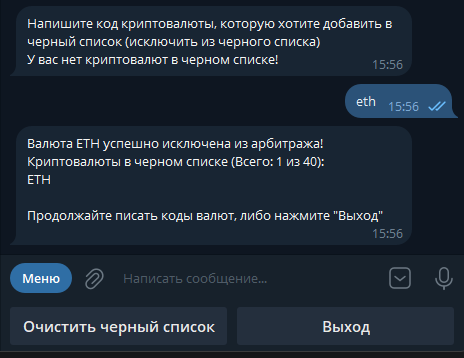 Напишите код криптовалюты, которую хотите добавить в
черный список (исключить из черного списка)
У вас нет криптовалют в черном списке!
15:56
eth
15:56
Валюта ETH успешно исключена из арбитража!
Криптовалюты в черном списке (Всего: 1 из 40):
ETH
Продолжайте писать коды валют, либо нажмите "Выход"
15:56
Меню
Написать сообщение...
Очистить черный список
Выход